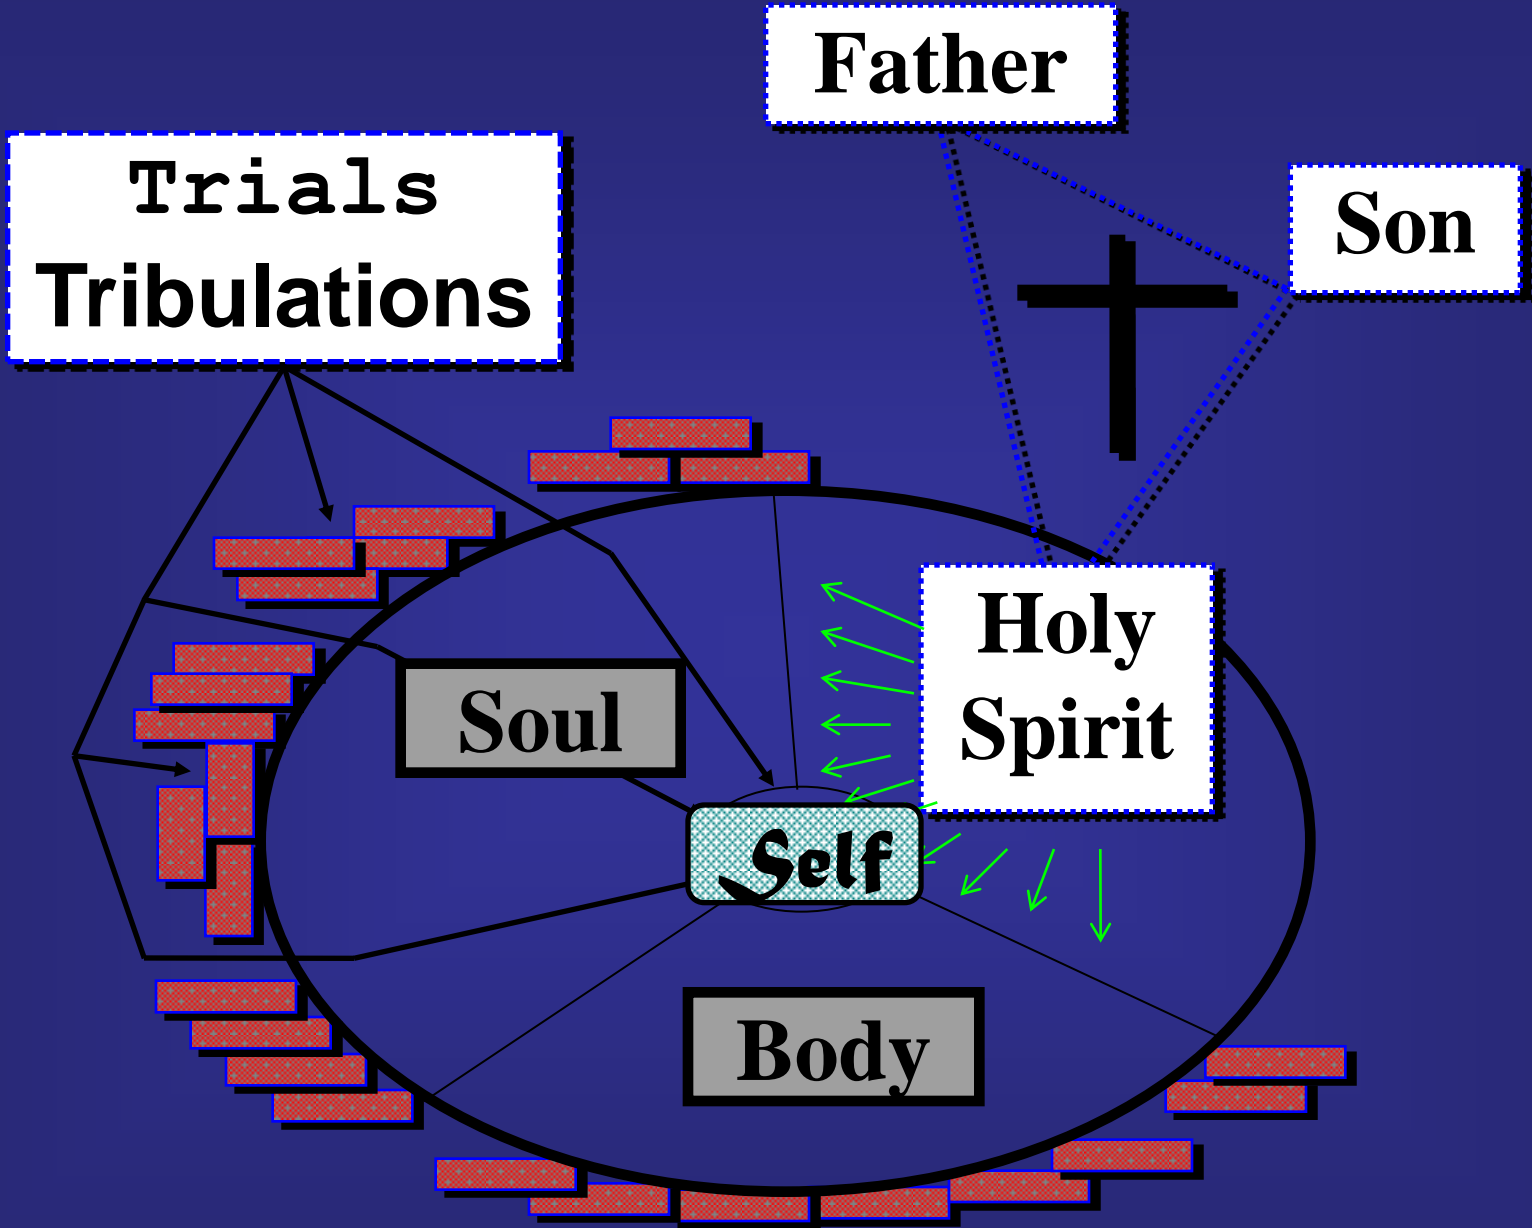 Father
Trials
Tribulations
Son
Holy
Spirit
Soul
Self
Body